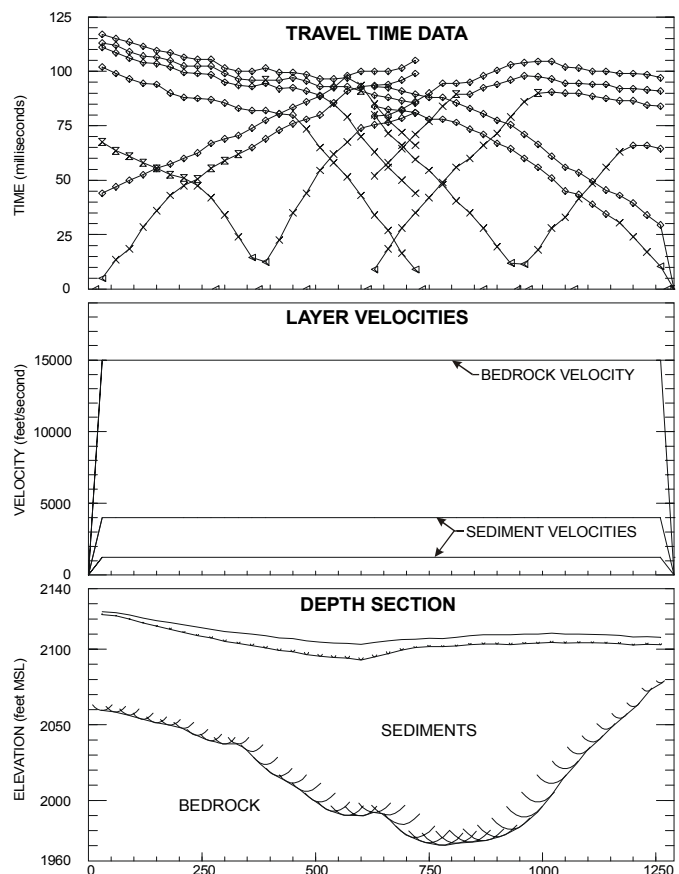 TRAVEL TIME DATA
125
100
75
50
25
0
TIME (milliseconds)
LAYER VELOCITIES
15000
10000
5000
0
VELOCITY (feet/second)
BEDROCK VELOCITY
SEDIMENT VELOCITIES
DEPTH SECTION
2140
2100
2050
2000
1960
ELEVATION (feet MSL)
SEDIMENTS
BEDROCK
0 250 500 750 1000 1250